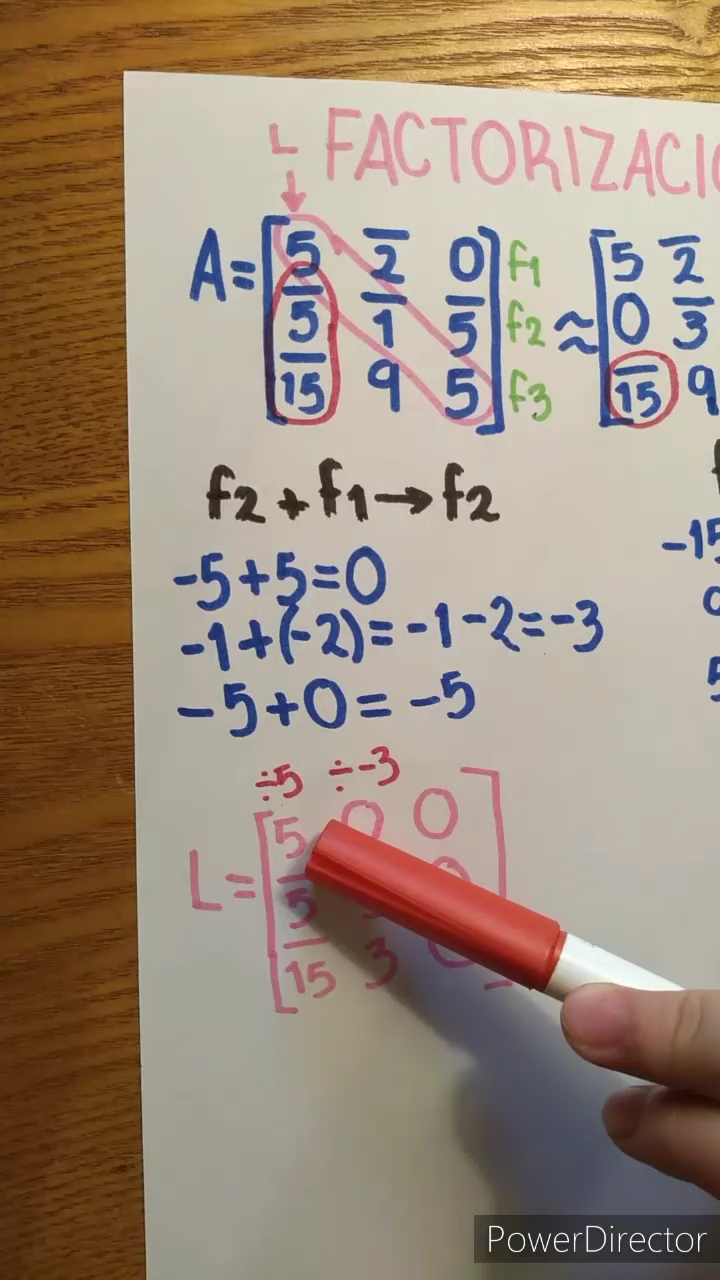 L FACTORIZACIO
A = [5 -2 0] f1 ≈ [5 -2
[-5 -1 -5] f2 [0 -3
[-15 9 5] f3 [-15 9
f2 + f1 → f2
-5+5=0
-1+(-2)=-1-2=-3
-5+0=-5
-15
÷5 ÷-3
L = [5 0 0]
[-5
[-15 3
PowerDirector